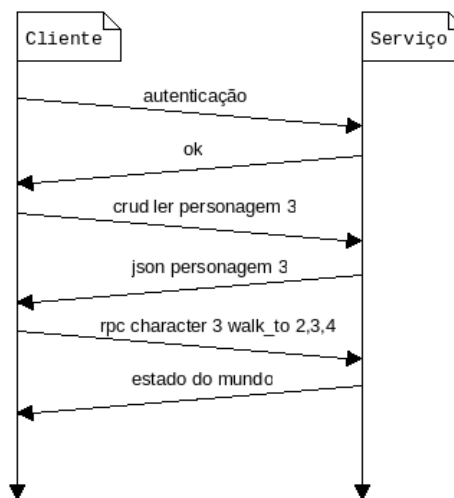 Cliente
Serviço
autenticação
ok
crud ler personagem 3
json personagem 3
rpc character 3 walk_to 2,3,4
estado do mundo